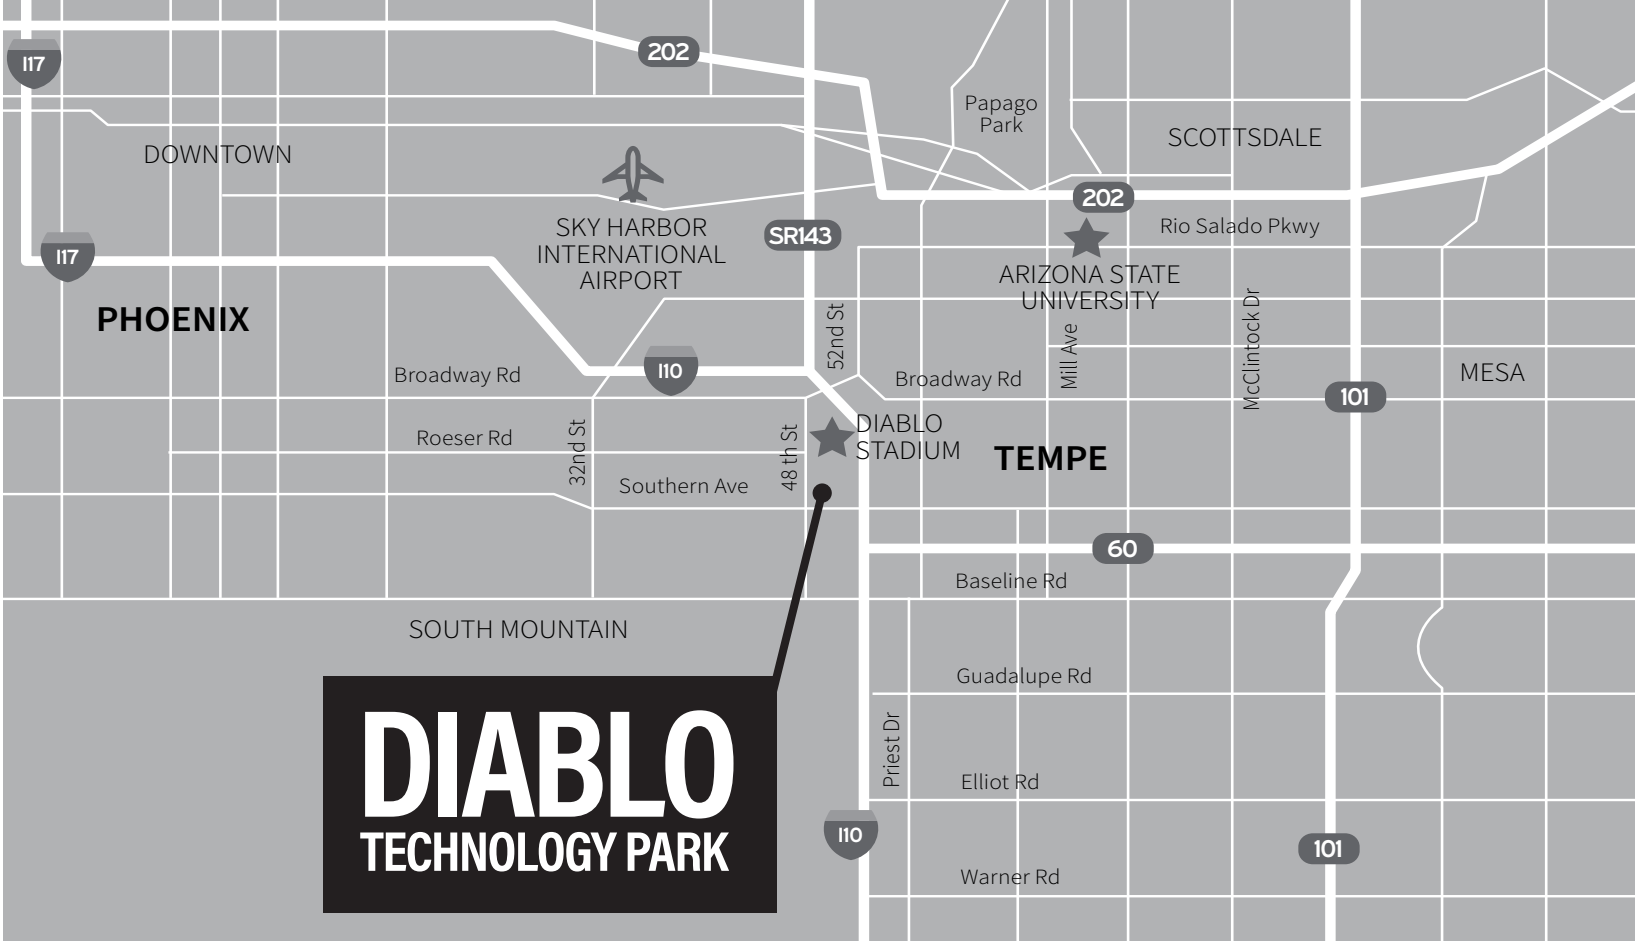 202
I17
Papago
Park
SCOTTSDALE
DOWNTOWN
202
SKY HARBOR
INTERNATIONAL
AIRPORT
SR143
Rio Salado Pkwy
I17
ARIZONA STATE
UNIVERSITY
PHOENIX
52nd St
Mill Ave
McClintock Dr
I10
Broadway Rd
Broadway Rd
MESA
101
Roeser Rd
32nd St
48 th St
DIABLO
STADIUM
TEMPE
Southern Ave
60
Baseline Rd
SOUTH MOUNTAIN
Guadalupe Rd
DIABLO
TECHNOLOGY PARK
Priest Dr
Elliot Rd
I10
101
Warner Rd